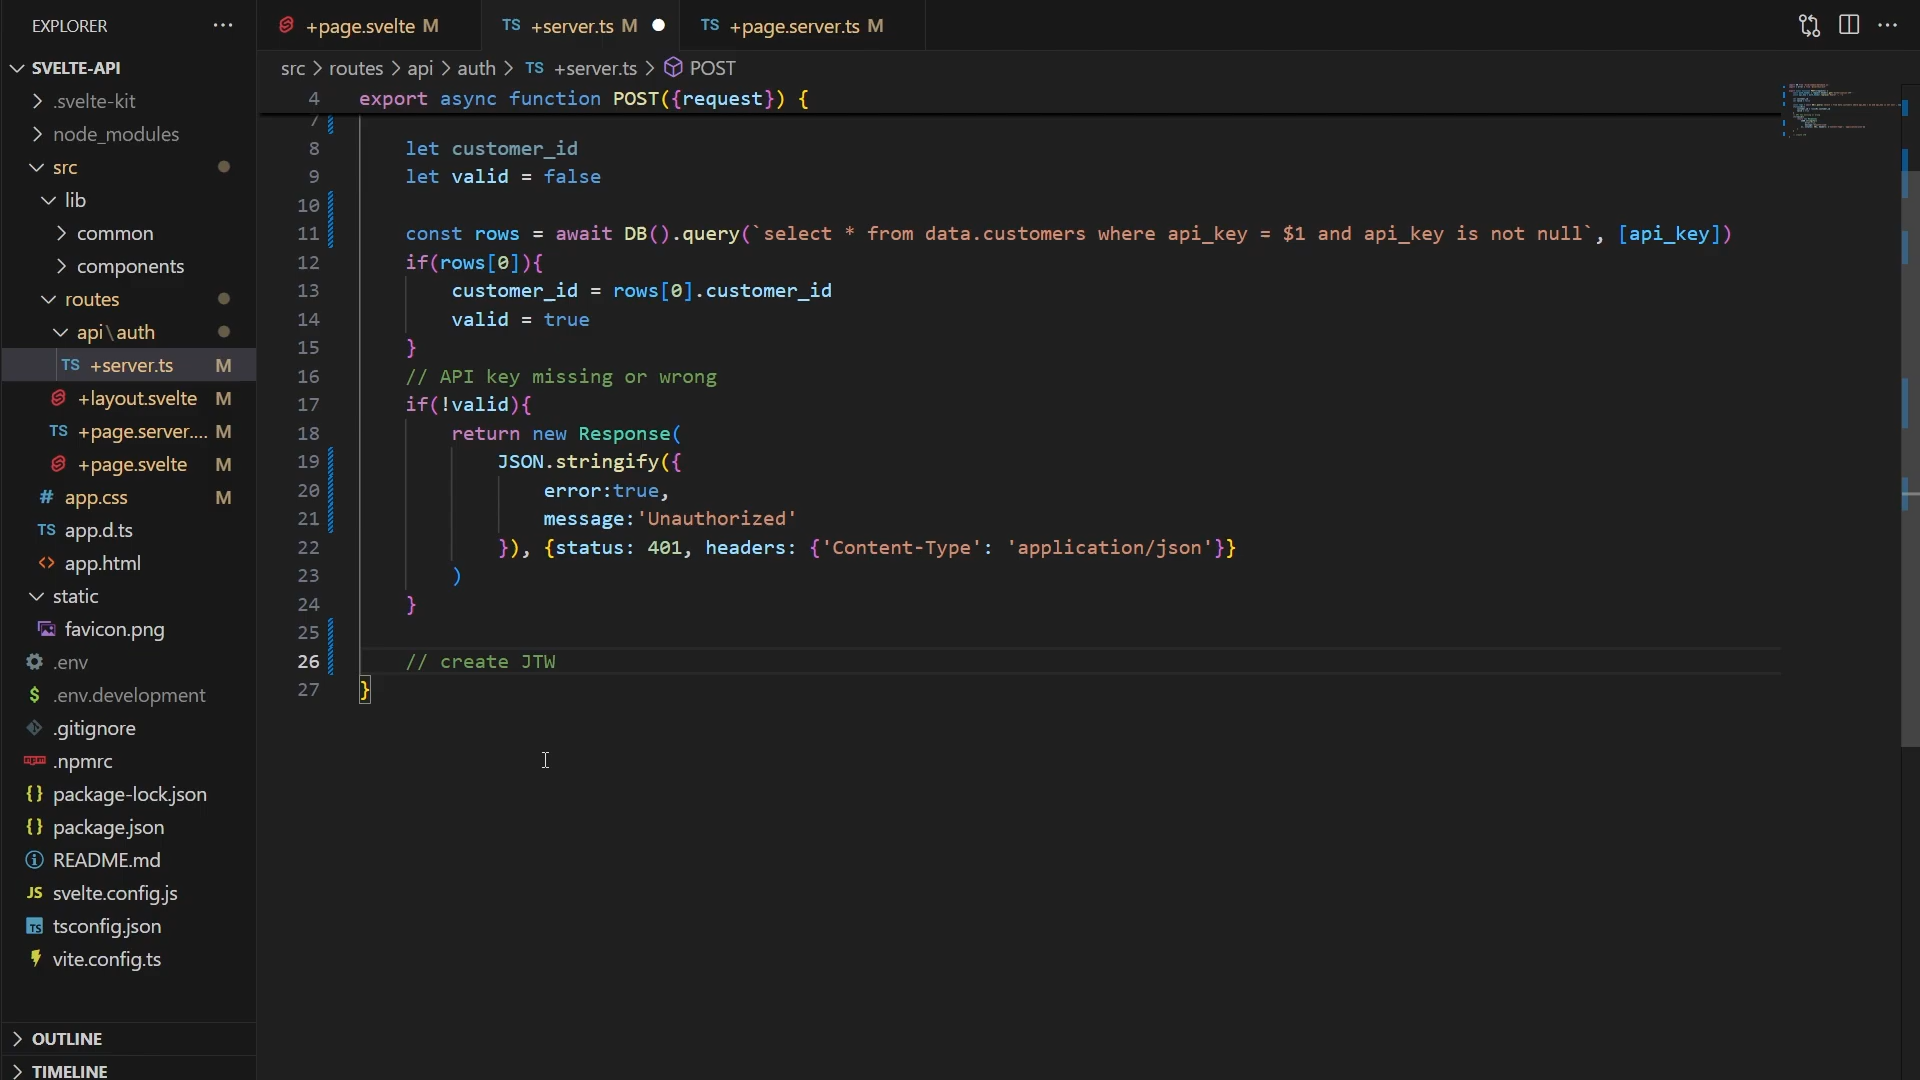 EXPLORER
SVELTE-API
.svelte-kit
node_modules
src
lib
common
components
routes
api\auth
TS +server.ts M
+layout.svelte M
TS +page.server.... M
+page.svelte M
# app.css M
TS app.d.ts
<> app.html
static
favicon.png
.env
$ .env.development
.gitignore
npm .npmrc
{} package-lock.json
{} package.json
README.md
JS svelte.config.js
TS tsconfig.json
vite.config.ts
OUTLINE
TIMELINE
+page.svelte M
TS +server.ts M
TS +page.server.ts M
src > routes > api > auth > TS +server.ts > POST
4 export async function POST({request}) {
7
8 let customer_id
9 let valid = false
10
11 const rows = await DB().query(`select * from data.customers where api_key = $1 and api_key is not null`, [api_key])
12 if(rows[0]){
13 customer_id = rows[0].customer_id
14 valid = true
15 }
16 // API key missing or wrong
17 if(!valid){
18 return new Response(
19 JSON.stringify({
20 error:true,
21 message:'Unauthorized'
22 }), {status: 401, headers: {'Content-Type': 'application/json'}}
23 )
24 }
25
26 // create JTW
27 }